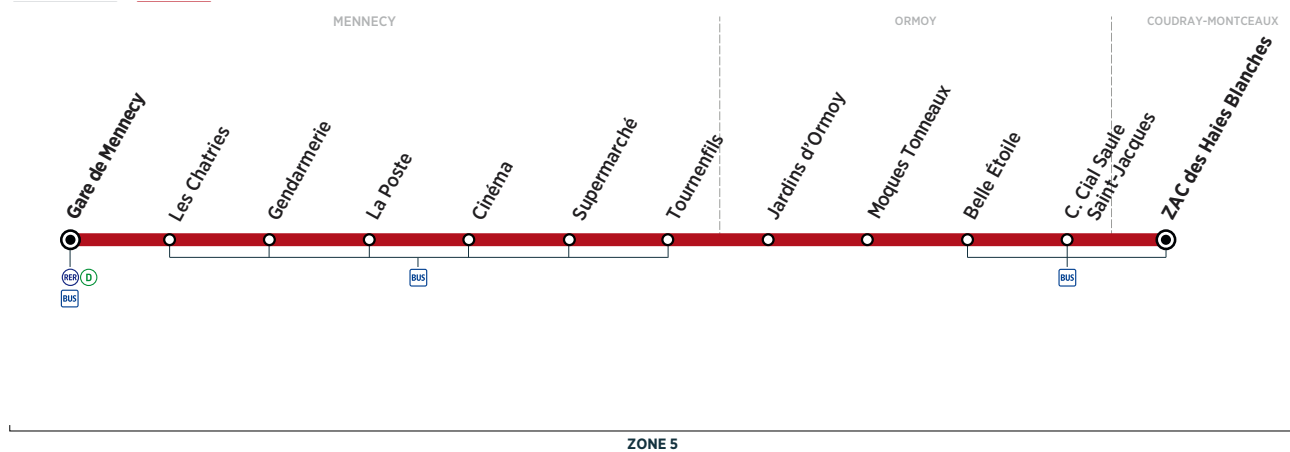 MENNECY
ORMOY
COUDRAY-MONTCEAUX
Gare de Mennecy
Les Chatries
Gendarmerie
La Poste
Cinéma
Supermarché
Tournenfils
Jardins d'Ormoy
Moques Tonneaux
Belle Étoile
C. Cial Saule
Saint-Jacques
ZAC des Haies Blanches
RER D
BUS
BUS
BUS
ZONE 5